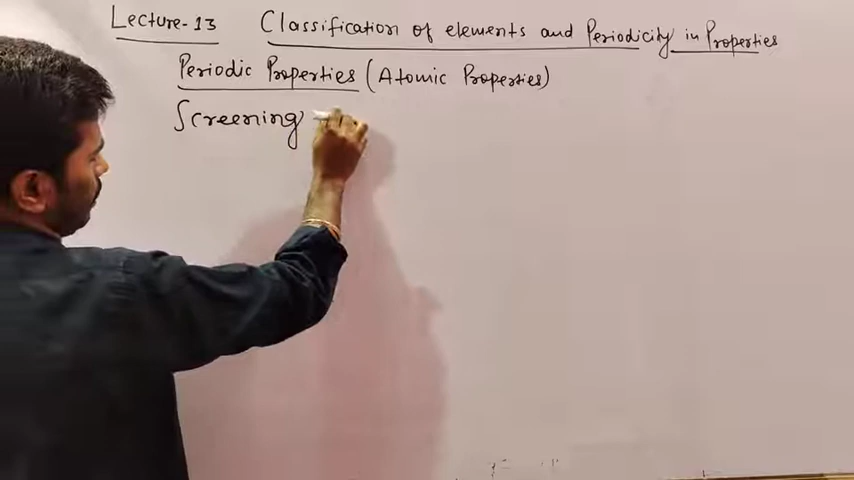 Lecture-13 Classification of elements and Periodicity in Properties
Periodic Properties (Atomic Properties)
Screening